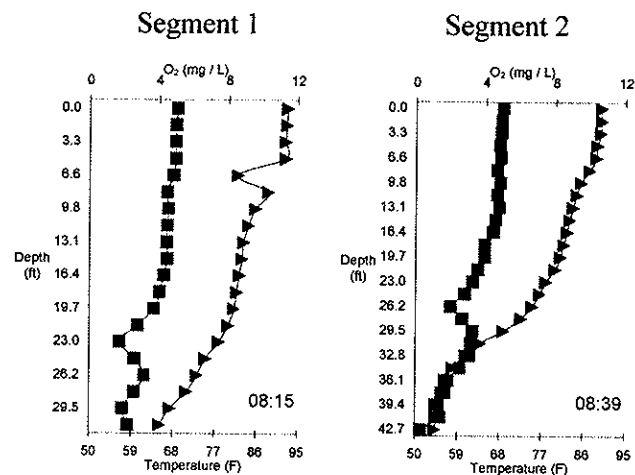 Segment 1
0 4 8 12
O₂ (mg / L)
0.0
3.3
6.6
9.8
13.1
16.4
19.7
23.0
26.2
29.5
Depth
(ft)
08:15
50 59 68 77 86 95
Temperature (F)
Segment 2
0 4 8 12
O₂ (mg / L)
0.0
3.3
6.6
9.8
13.1
16.4
19.7
23.0
26.2
29.5
32.8
36.1
39.4
42.7
Depth
(ft)
08:39
50 59 68 77 86 95
Temperature (F)